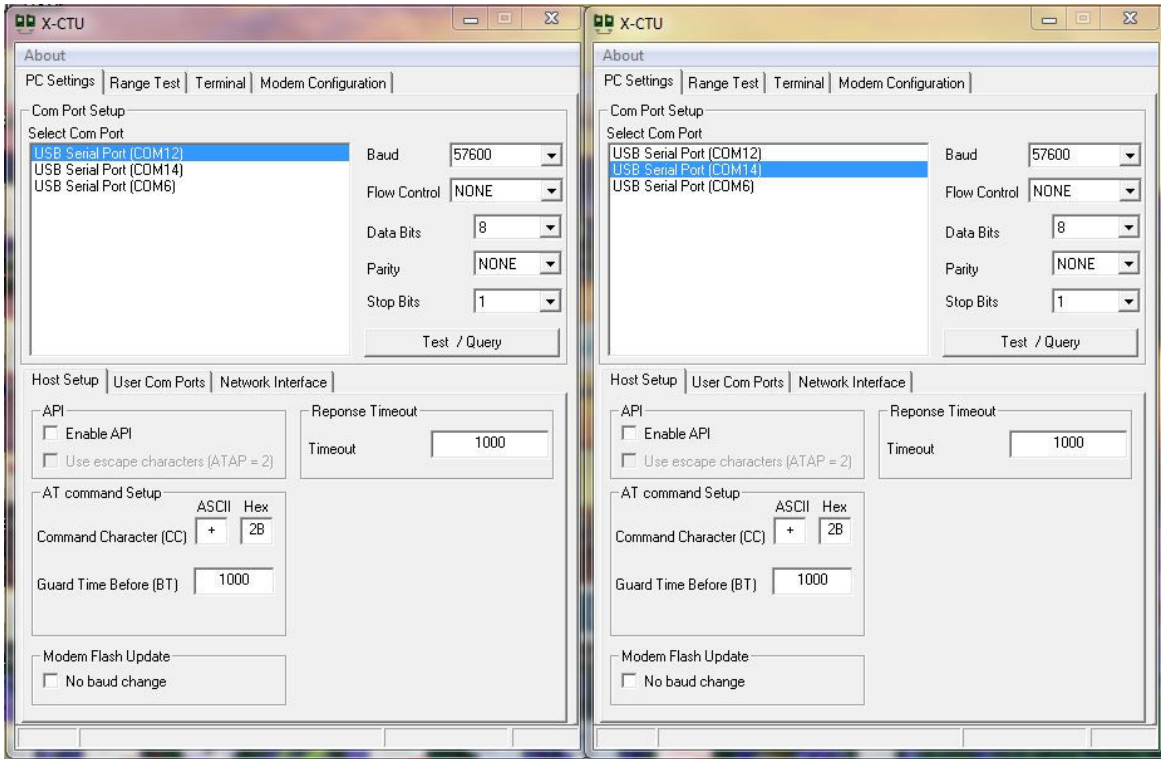 X-CTU
About
PC Settings Range Test Terminal Modem Configuration
Com Port Setup
Select Com Port
USB Serial Port (COM12)
USB Serial Port (COM14)
USB Serial Port (COM6)
Baud 57600
Flow Control NONE
Data Bits 8
Parity NONE
Stop Bits 1
Test / Query
Host Setup User Com Ports Network Interface
API
Enable API
Use escape characters (ATAP = 2)
Reponse Timeout
Timeout 1000
AT command Setup
ASCII Hex
Command Character (CC) + 2B
Guard Time Before (BT) 1000
Modem Flash Update
No baud change
X-CTU
About
PC Settings Range Test Terminal Modem Configuration
Com Port Setup
Select Com Port
USB Serial Port (COM12)
USB Serial Port (COM14)
USB Serial Port (COM6)
Baud 57600
Flow Control NONE
Data Bits 8
Parity NONE
Stop Bits 1
Test / Query
Host Setup User Com Ports Network Interface
API
Enable API
Use escape characters (ATAP = 2)
Reponse Timeout
Timeout 1000
AT command Setup
ASCII Hex
Command Character (CC) + 2B
Guard Time Before (BT) 1000
Modem Flash Update
No baud change